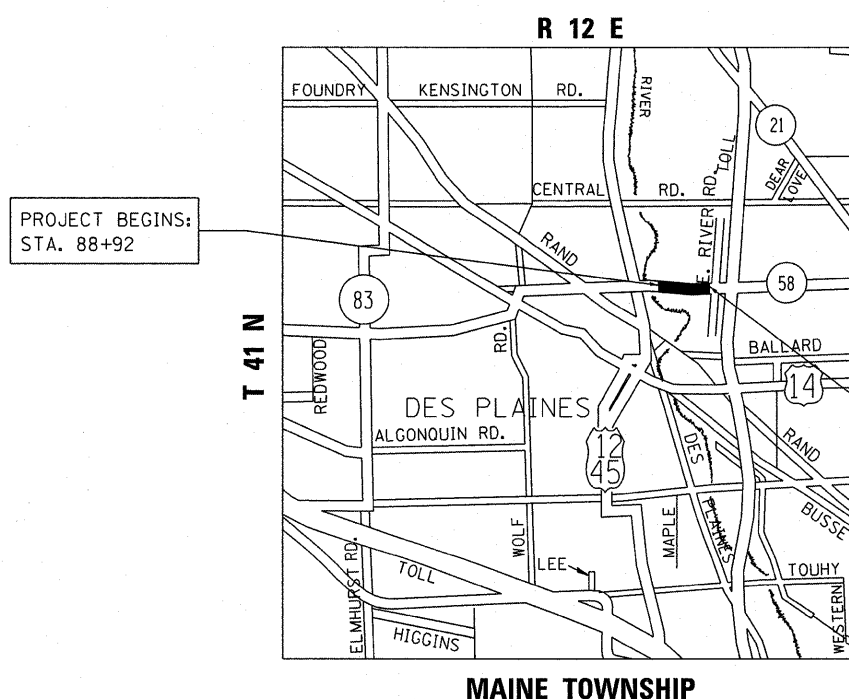 R 12 E
FOUNDRY
KENSINGTON
RD.
RIVER
21
TOLL
DEAR
LOVE
CENTRAL
RD.
E. RIVER RD.
PROJECT BEGINS:
STA. 88+92
RAND
58
83
T 41 N
RD.
BALLARD
REDWOOD
14
DES PLAINES
ALGONOUIN RD.
12
45
DES
PLAINES
RAND
BUSSE
WOLF
MAPLE
ELMHURST RD.
TOLL
LEE
TOUHY
WESTERN
HIGGINS
MAINE TOWNSHIP